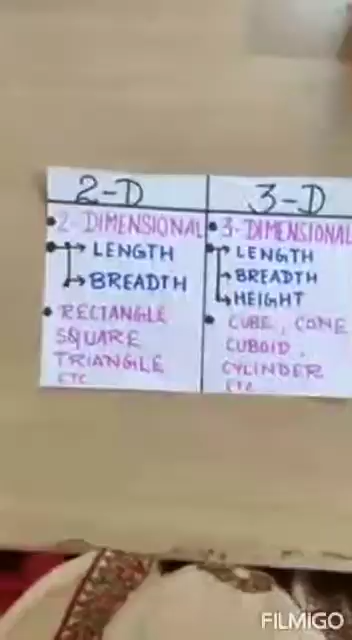 2-D
• 2-DIMENSIONAL
• → LENGTH
→ BREADTH
• RECTANGLE
SQUARE
TRIANGLE
ETC
3-D
• 3-DIMENSIONAL
• → LENGTH
→ BREADTH
→ HEIGHT
• CUBE, CONE
CUBOID,
CYLINDER
ETC
FILMIGO